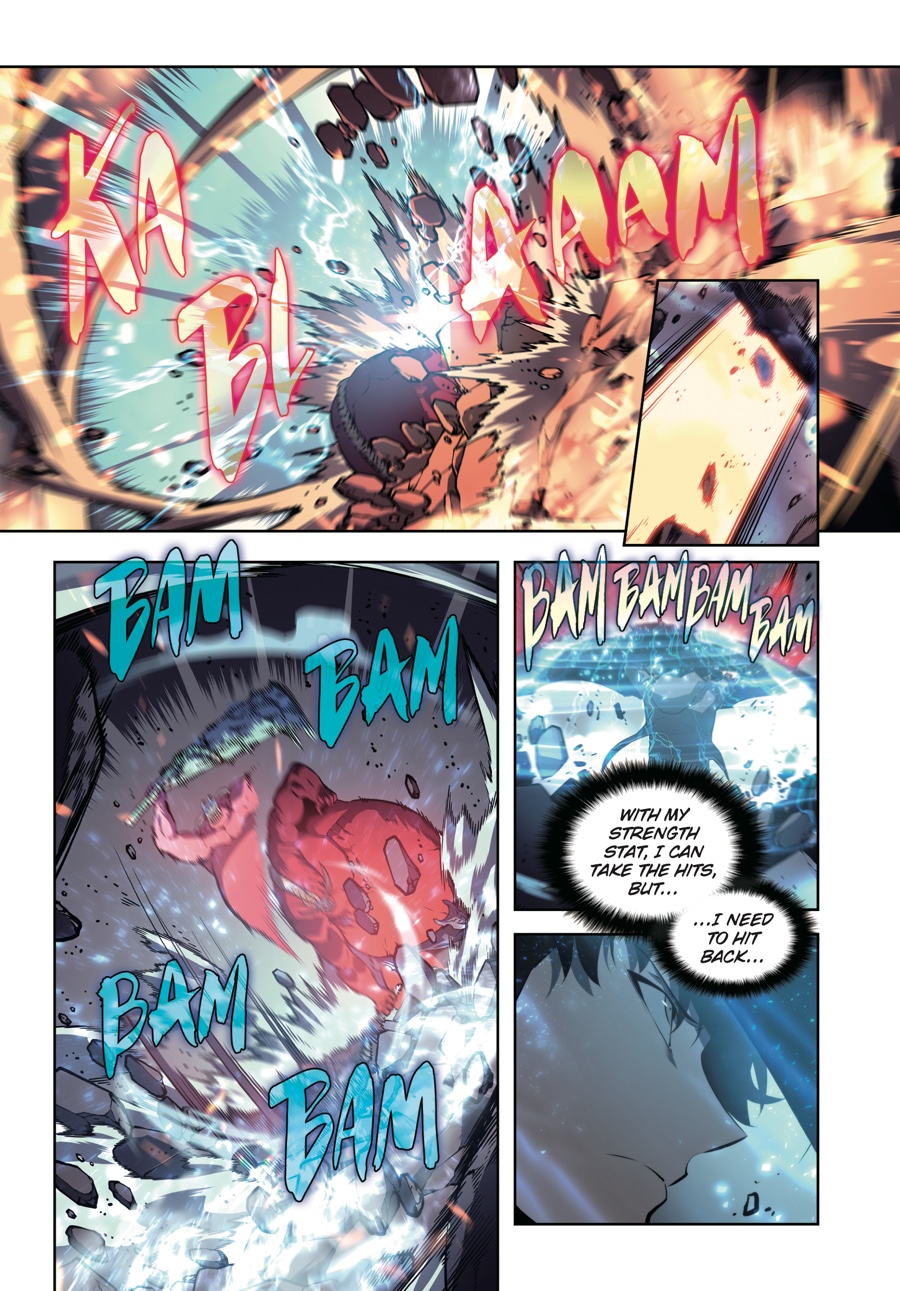 KA
BL
AAAAM
BAM
BAM
BAM
BAM
BAM BAM BAM BAM
WITH MY
STRENGTH
STAT, I CAN
TAKE THE HITS,
BUT...
...I NEED
TO HIT
BACK...